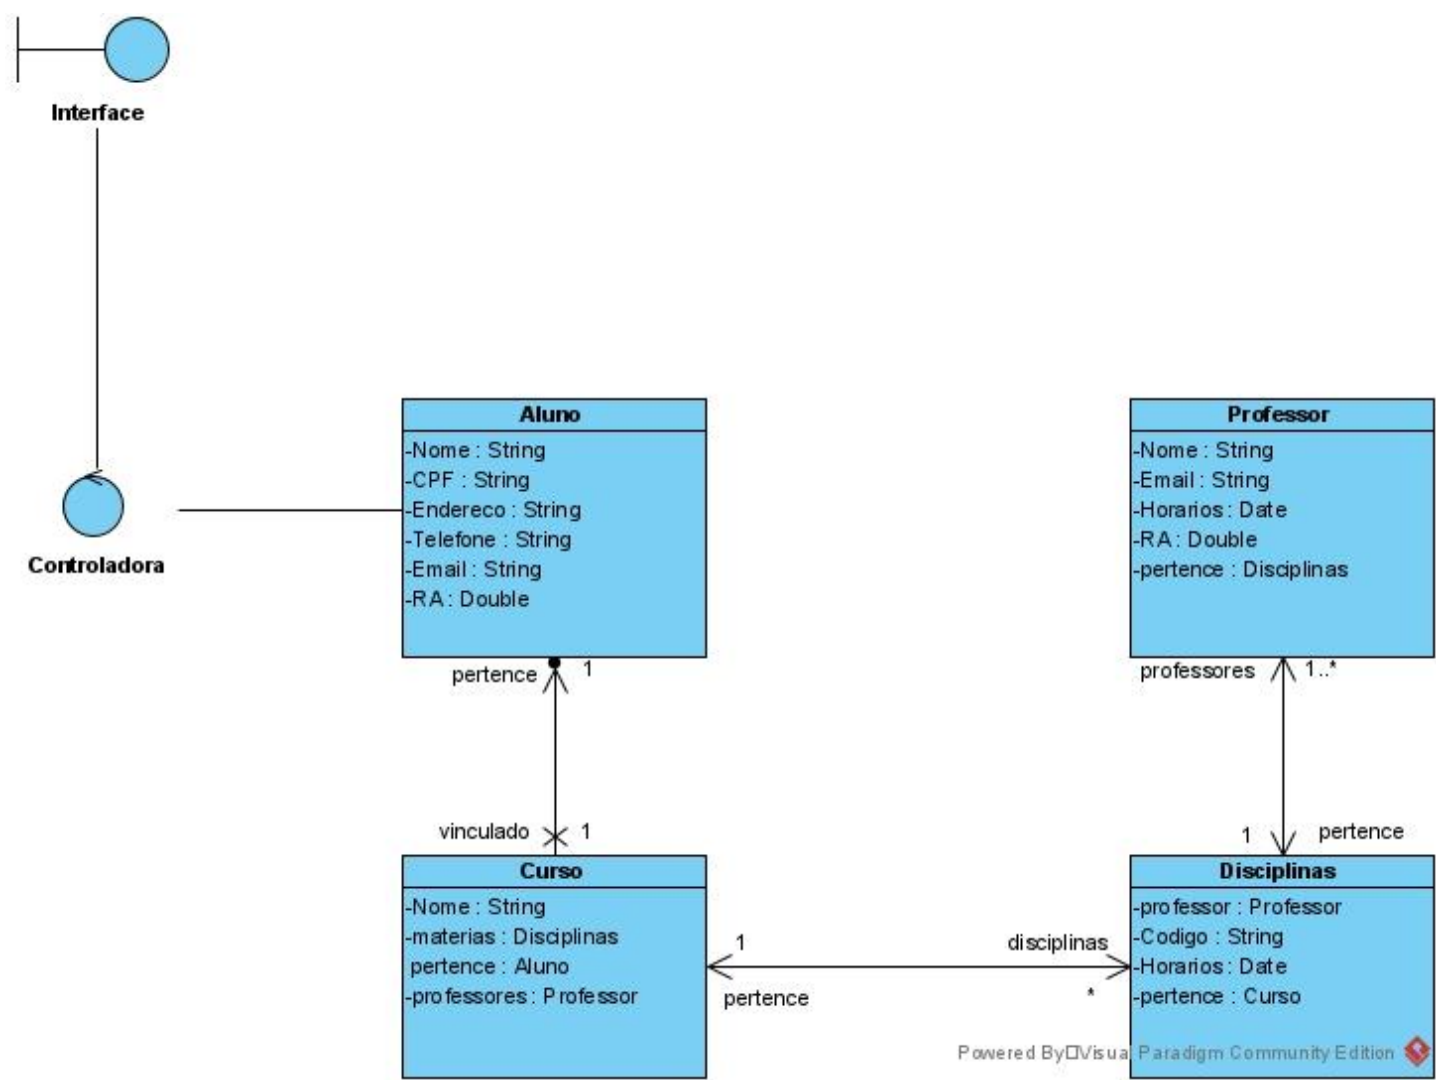 Interface
Controladora
Aluno
-Nome : String
-CPF : String
-Endereco : String
-Telefone : String
-Email : String
-RA : Double
Professor
-Nome : String
-Email : String
-Horarios : Date
-RA : Double
-pertence : Disciplinas
pertence 1
professores 1..*
vinculado 1
1 pertence
Curso
-Nome : String
-materias : Disciplinas
pertence : Aluno
-professores : Professor
1 disciplinas
pertence *
Disciplinas
-professor : Professor
-Codigo : String
-Horarios : Date
-pertence : Curso
Powered By□Visual Paradigm Community Edition